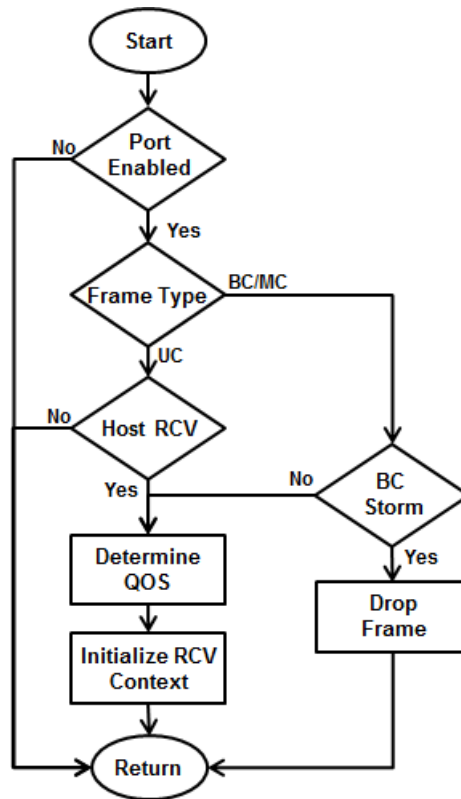 Start
Port
Enabled
No
Yes
Frame Type
BC/MC
UC
No
Host RCV
Yes
No
BC
Storm
Yes
Determine
QOS
Drop
Frame
Initialize RCV
Context
Return